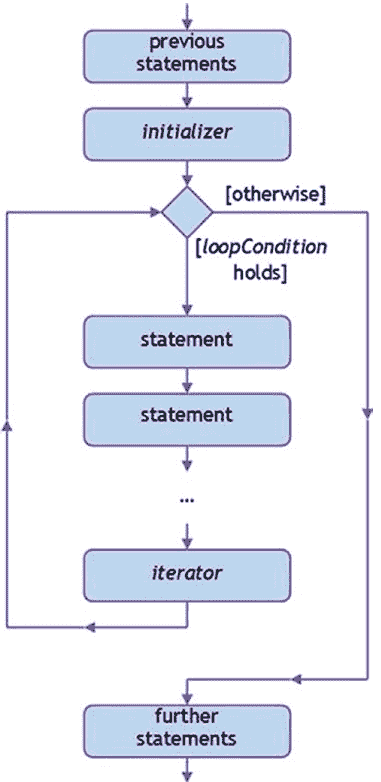 previous
statements
initializer
[otherwise]
[loopCondition
holds]
statement
statement
...
iterator
further
statements